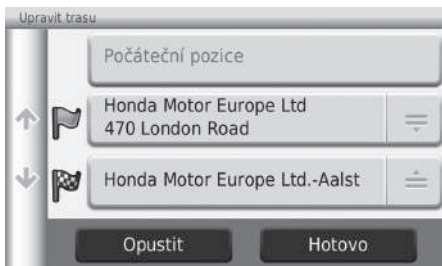 Upravit trasu
Počáteční pozice
Honda Motor Europe Ltd
470 London Road
Honda Motor Europe Ltd.-Aalst
Opustit
Hotovo